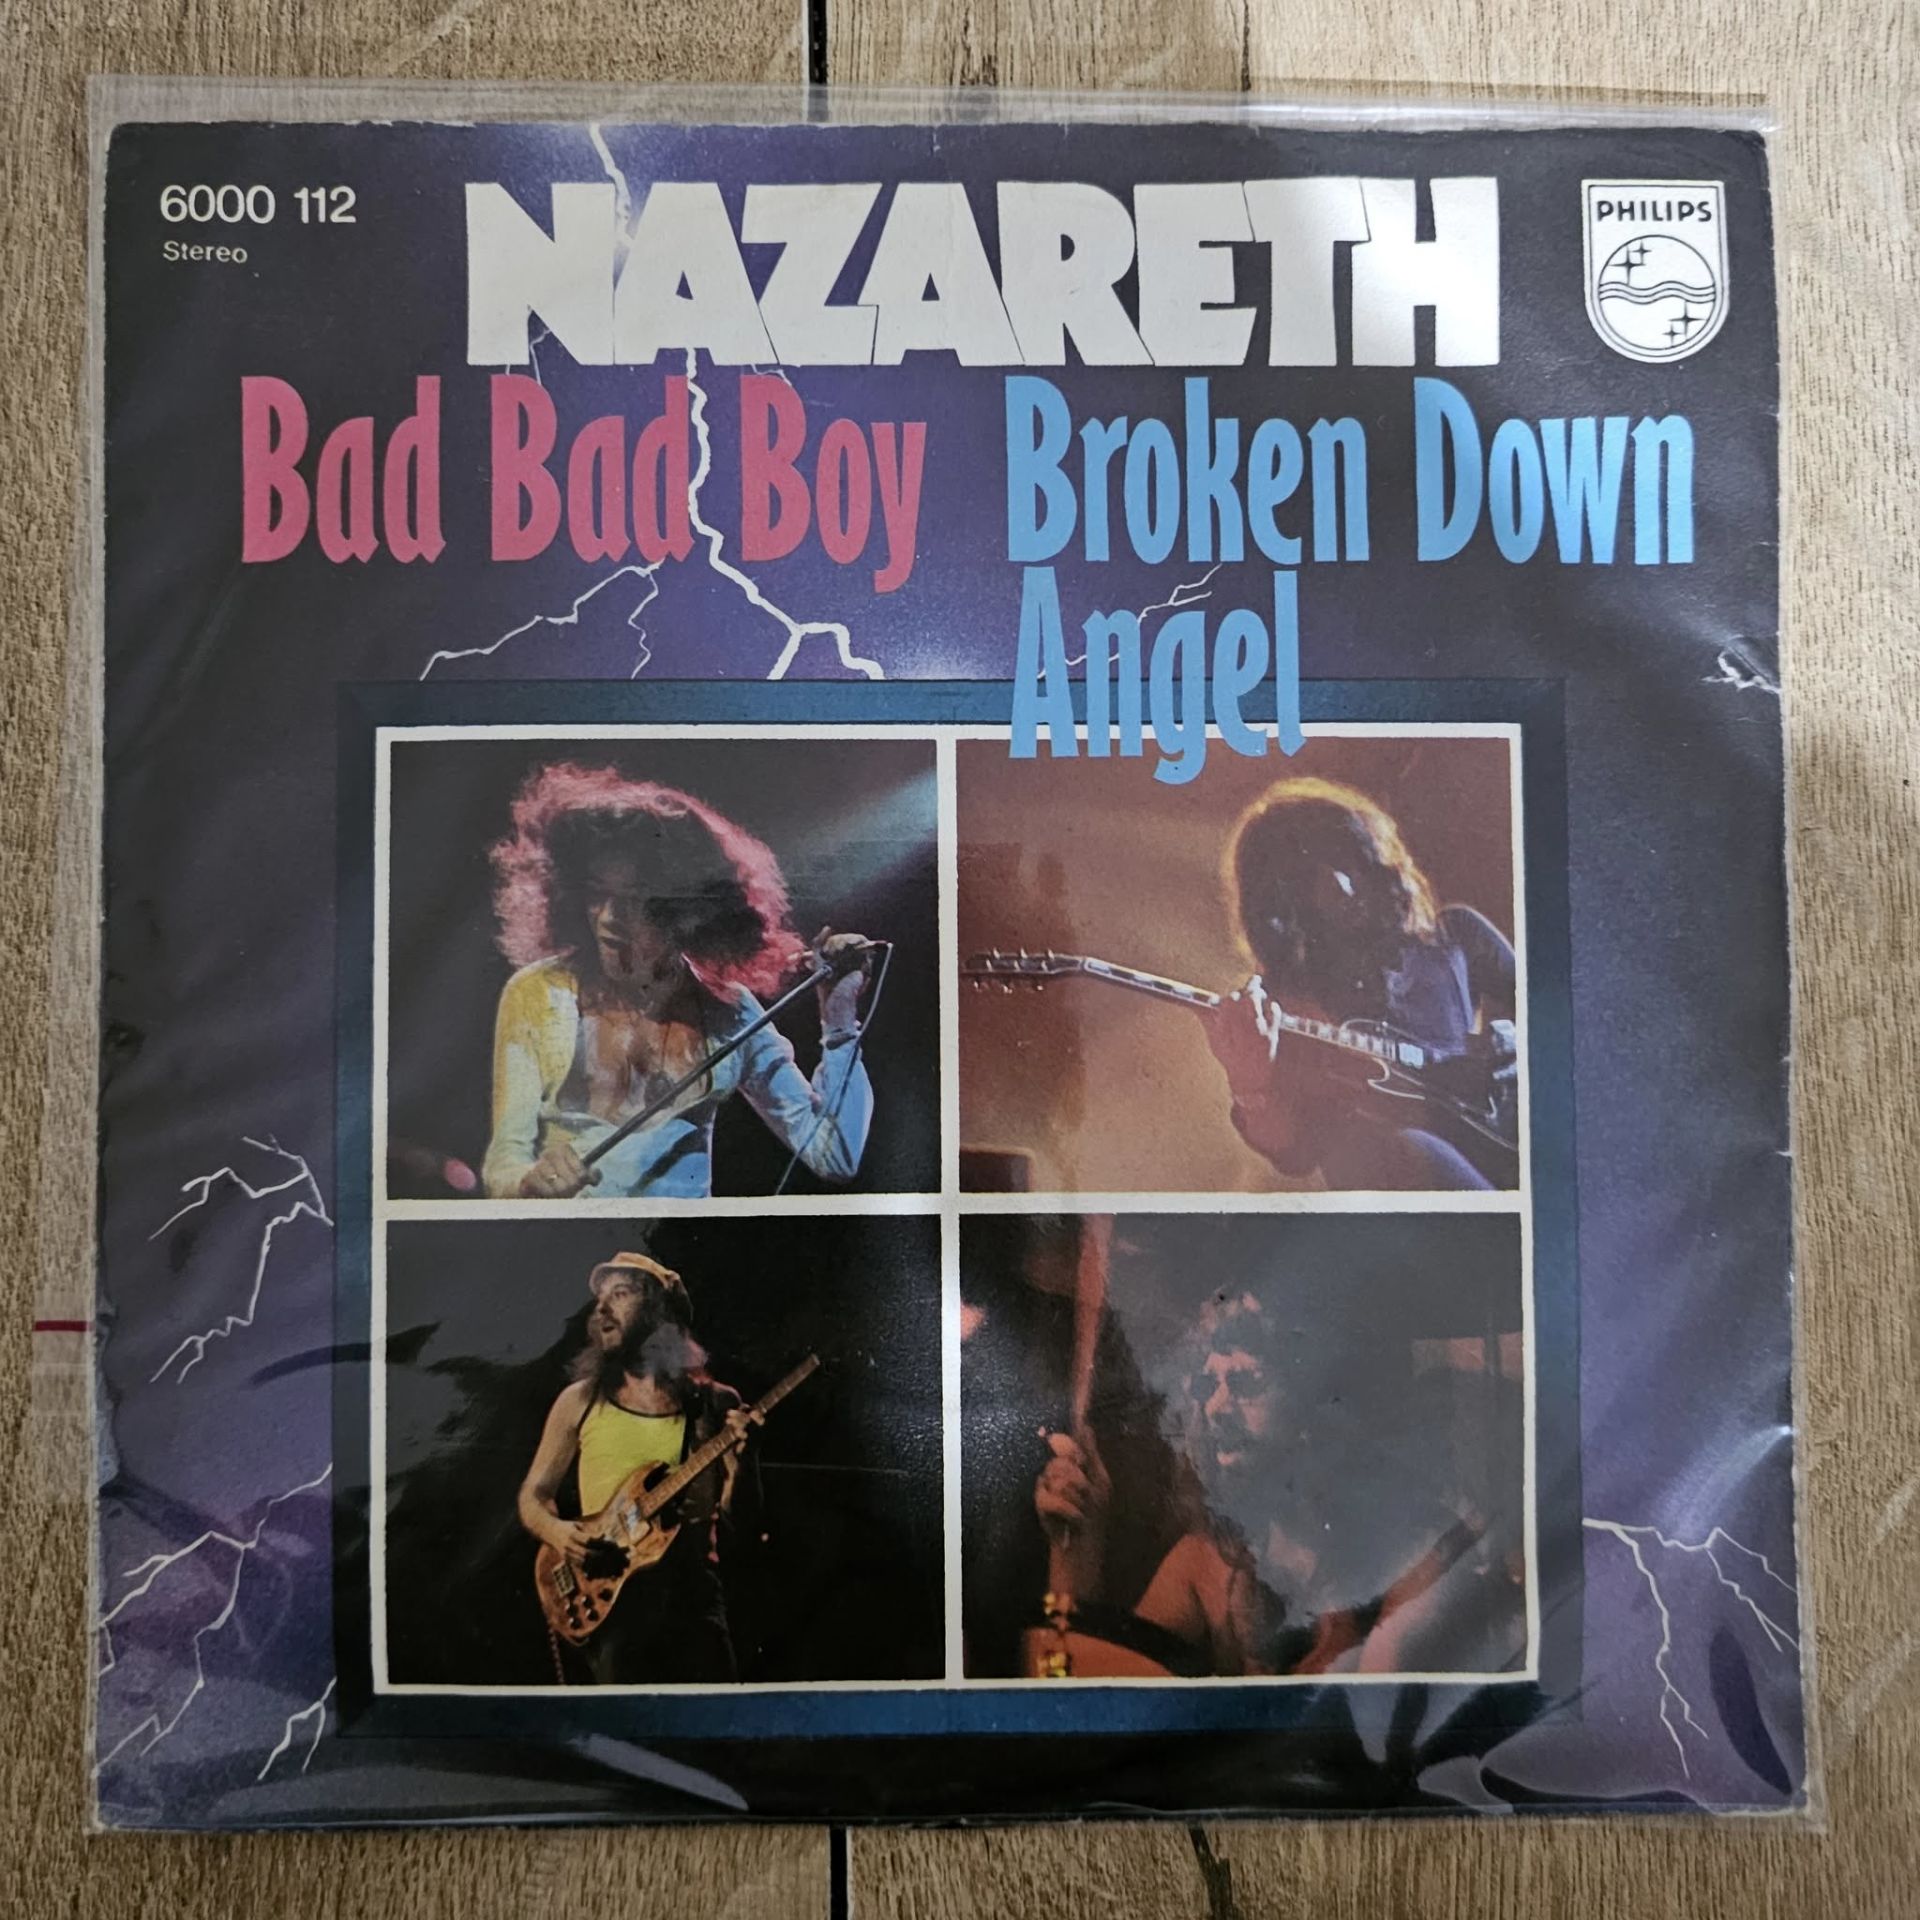 6000 112
Stereo
NAZARETH
PHILIPS
Bad Bad Boy
Broken Down
Angel